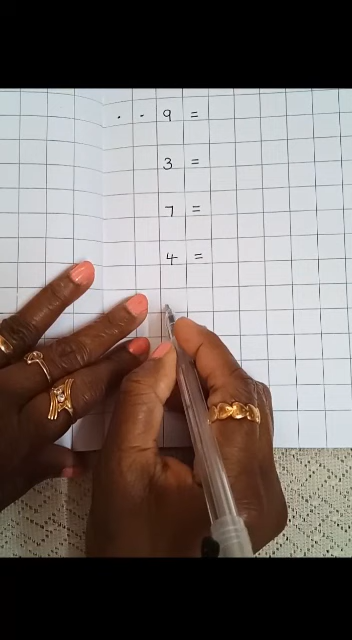 . . 9 =
3 =
7 =
4 =